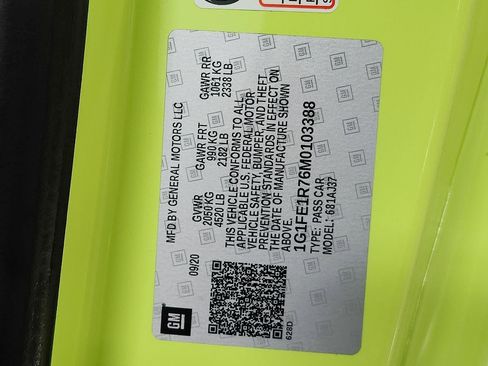 MFD BY GENERAL MOTORS LLC
09/20
GVWR
2050 KG
4520 LB
GAWR FRT
990 KG
2182 LB
GAWR RR
1061 KG
2338 LB
THIS VEHICLE CONFORMS TO ALL
APPLICABLE U.S. FEDERAL MOTOR
VEHICLE SAFETY, BUMPER, AND THEFT
PREVENTION STANDARDS IN EFFECT ON
THE DATE OF MANUFACTURE SHOWN
ABOVE.
1G1FE1R76M0103388
TYPE: PASS CAR
MODEL: 681AJ37
GM
628D